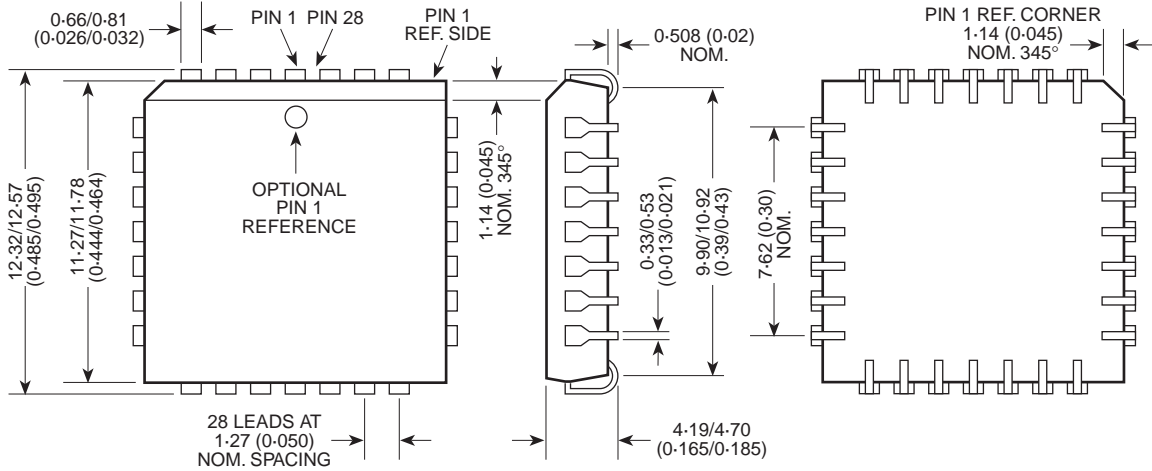 0·66/0·81
(0·026/0·032)
PIN 1
PIN 28
PIN 1
REF. SIDE
0·508 (0·02)
NOM.
PIN 1 REF. CORNER
1·14 (0·045)
NOM. 345°
12·32/12·57
(0·485/0·495)
11·27/11·78
(0·444/0·464)
OPTIONAL
PIN 1
REFERENCE
1·14 (0·045)
NOM. 345°
0·33/0·53
(0·013/0·021)
9·90/10·92
(0·39/0·43)
7·62 (0·30)
NOM.
28 LEADS AT
1·27 (0·050)
NOM. SPACING
4·19/4·70
(0·165/0·185)